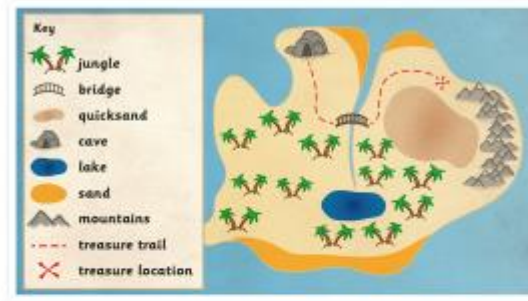 Key
jungle
bridge
quicksand
cave
lake
sand
mountains
treasure trail
treasure location